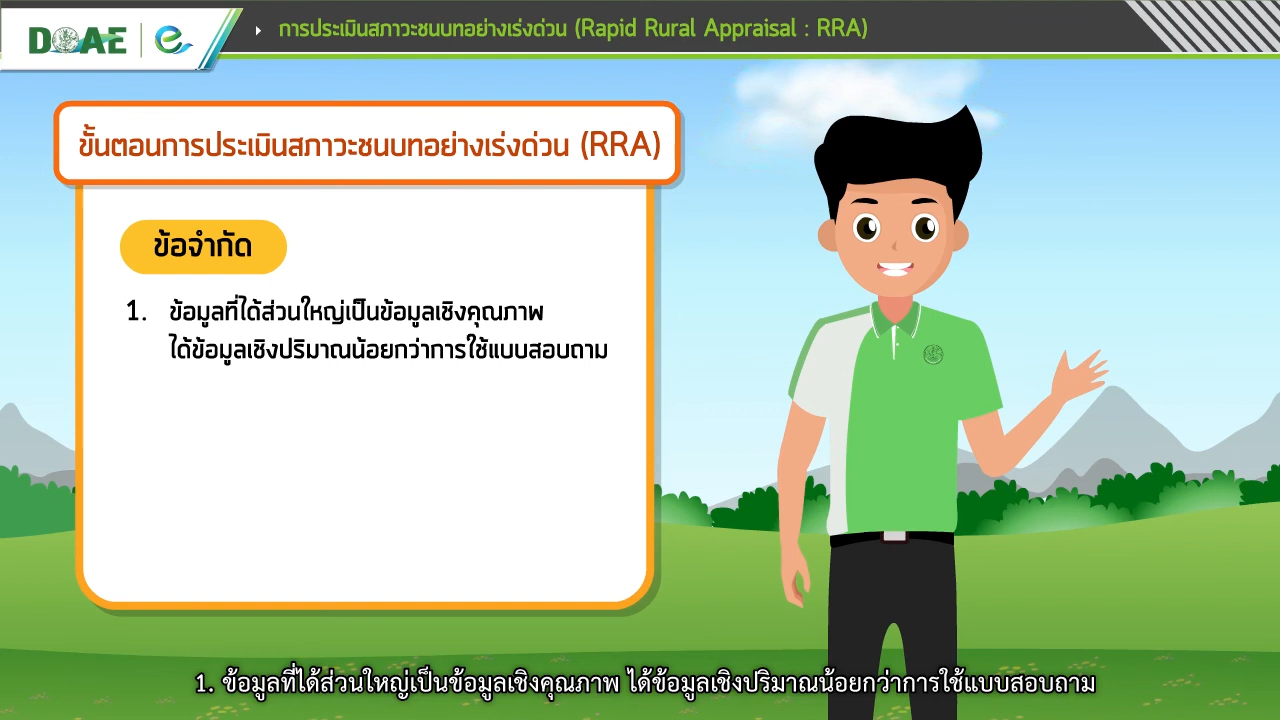 DOAE
การประเมินสภาวะชนบทอย่างเร่งด่วน (Rapid Rural Appraisal : RRA)
ขั้นตอนการประเมินสภาวะชนบทอย่างเร่งด่วน (RRA)
ข้อจำกัด
1. ข้อมูลที่ได้ส่วนใหญ่เป็นข้อมูลเชิงคุณภาพ
ได้ข้อมูลเชิงปริมาณน้อยกว่าการใช้แบบสอบถาม
1. ข้อมูลที่ได้ส่วนใหญ่เป็นข้อมูลเชิงคุณภาพ ได้ข้อมูลเชิงปริมาณน้อยกว่าการใช้แบบสอบถาม